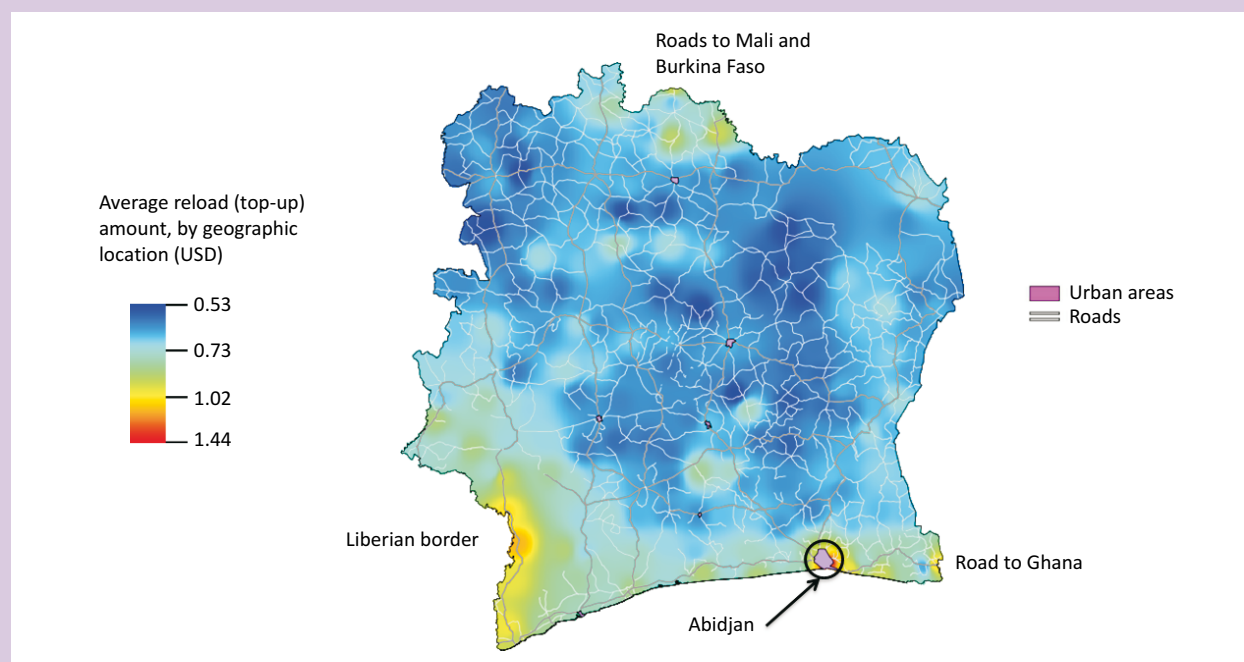 Roads to Mali and
Burkina Faso
Average reload (top-up)
amount, by geographic
location (USD)
0.53
0.73
1.02
1.44
Urban areas
Roads
Liberian border
Road to Ghana
Abidjan